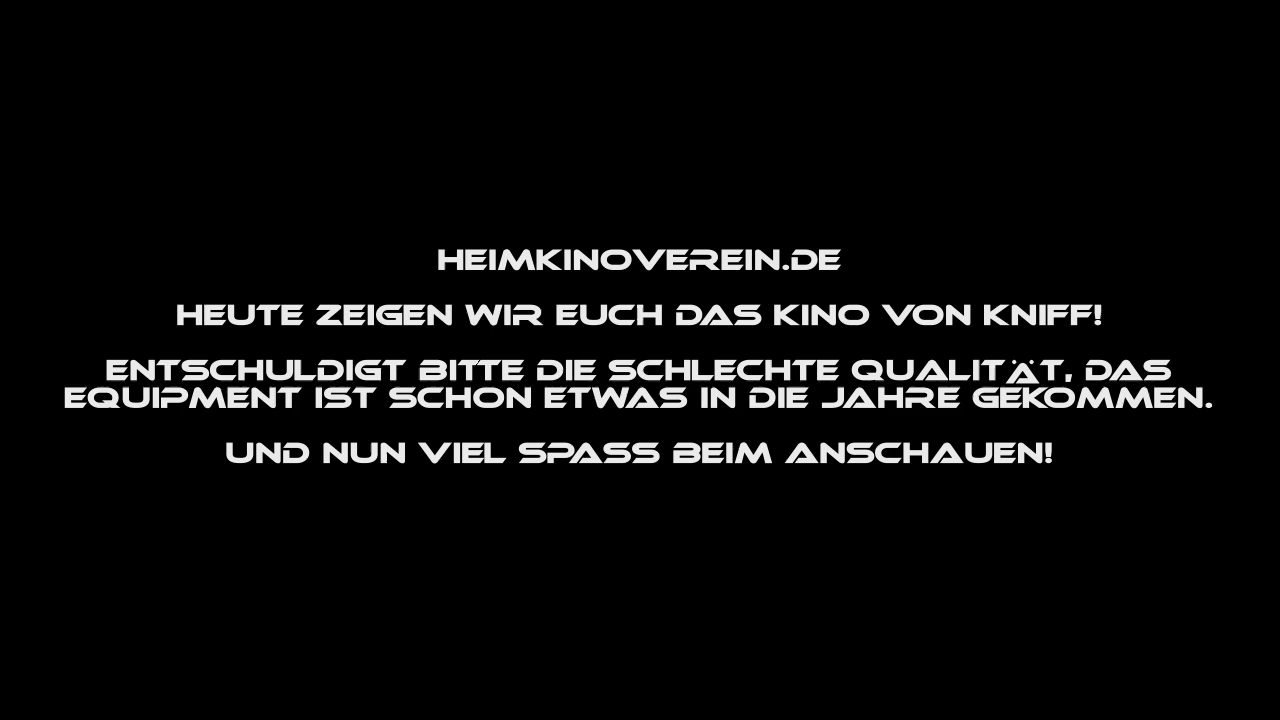 HEIMKINOVEREIN.DE
HEUTE ZEIGEN WIR EUCH DAS KINO VON KNIFF!
ENTSCHULDIGT BITTE DIE SCHLECHTE QUALITÄT, DAS
EQUIPMENT IST SCHON ETWAS IN DIE JAHRE GEKOMMEN.
UND NUN VIEL SPASS BEIM ANSCHAUEN!